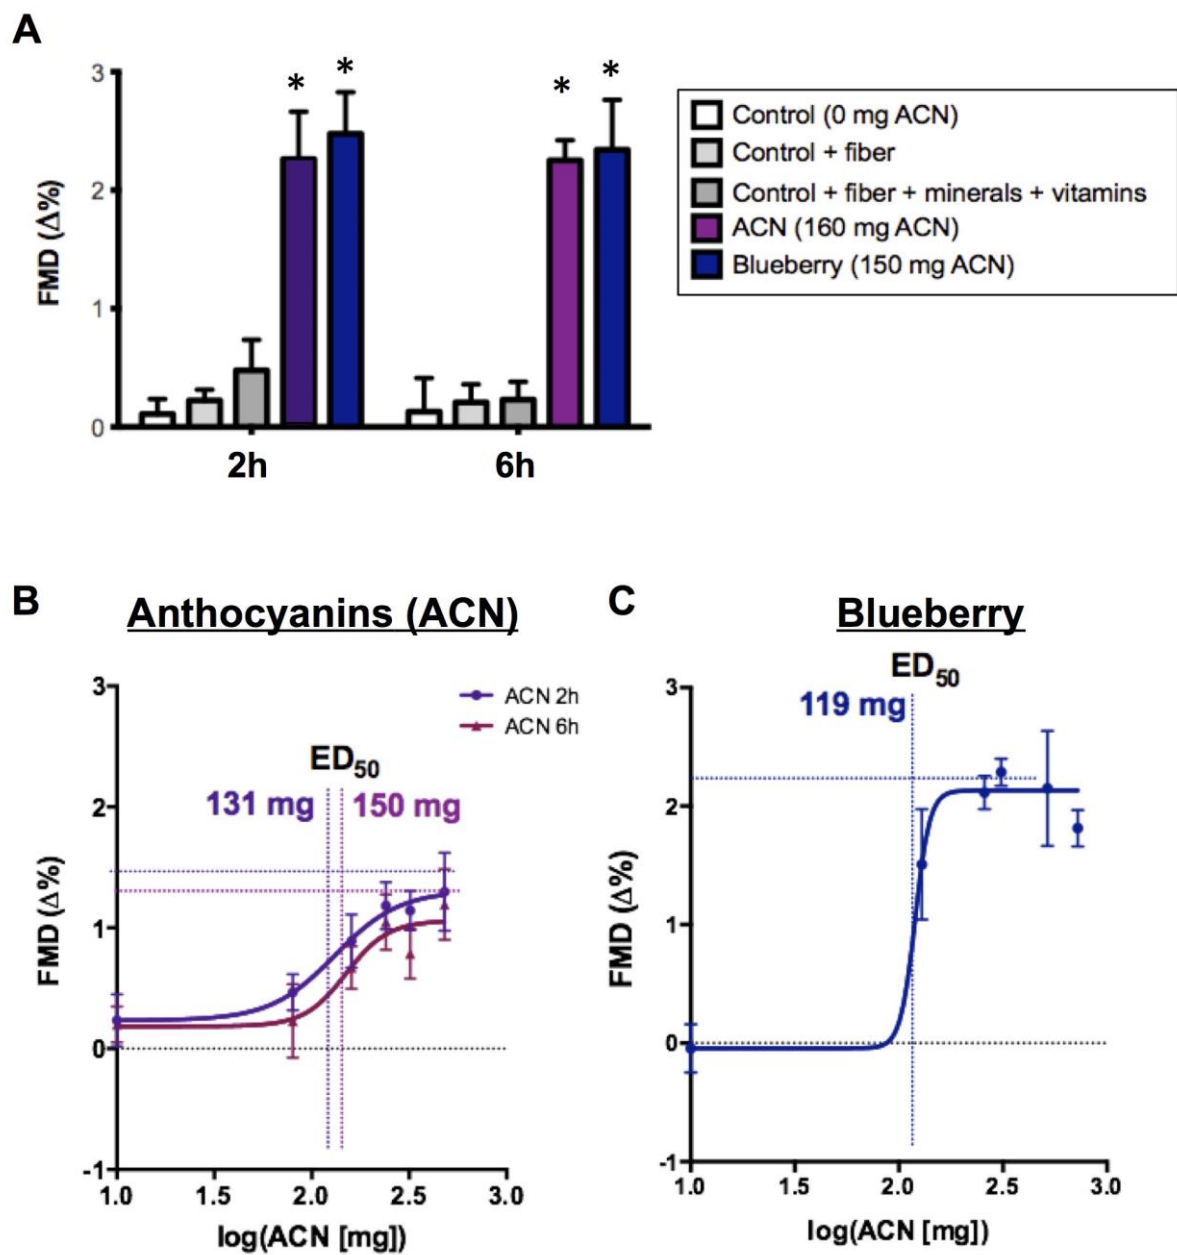 A
* * * *
3
2
1
0
FMD (Δ%)
2h 6h
Control (0 mg ACN)
Control + fiber
Control + fiber + minerals + vitamins
ACN (160 mg ACN)
Blueberry (150 mg ACN)
B Anthocyanins (ACN)
ACN 2h
ACN 6h
ED50
131 mg 150 mg
3
2
1
0
-1
FMD (Δ%)
1.0 1.5 2.0 2.5 3.0
log(ACN [mg])
C Blueberry
ED50
119 mg
3
2
1
0
-1
FMD (Δ%)
1.0 1.5 2.0 2.5 3.0
log(ACN [mg])